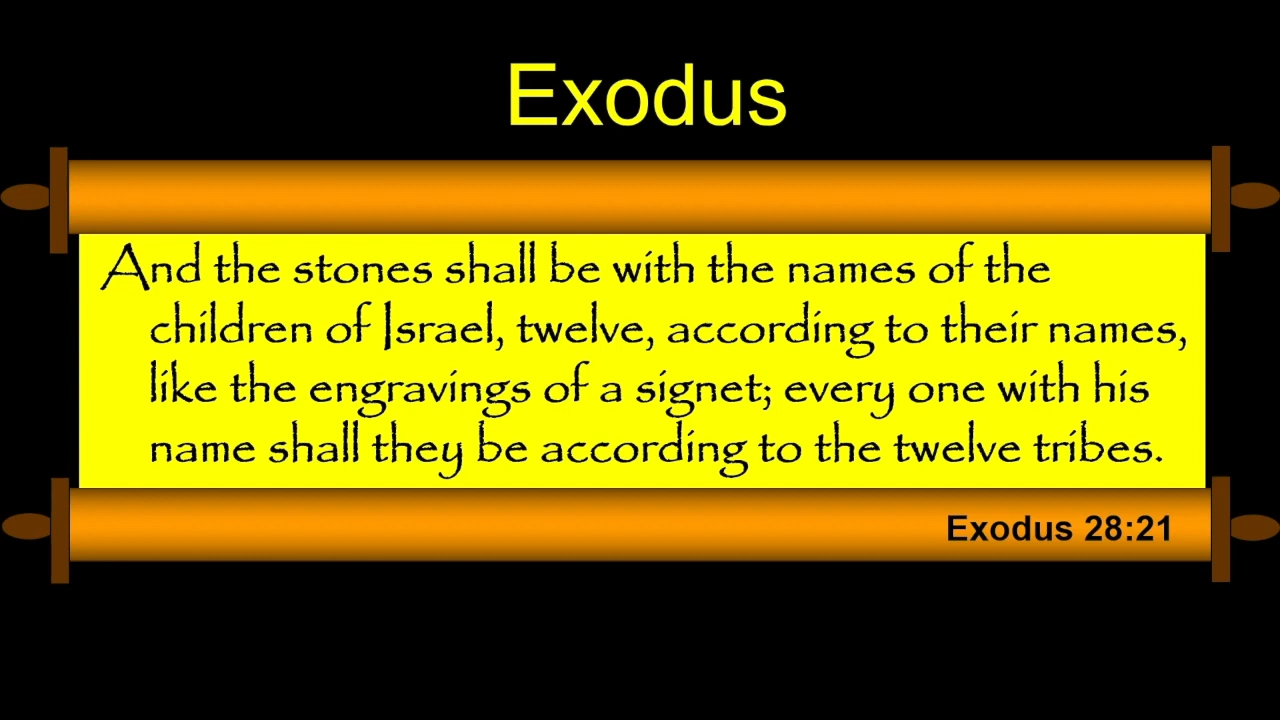 Exodus
And the stones shall be with the names of the
children of Israel, twelve, according to their names,
like the engravings of a signet; every one with his
name shall they be according to the twelve tribes.
Exodus 28:21